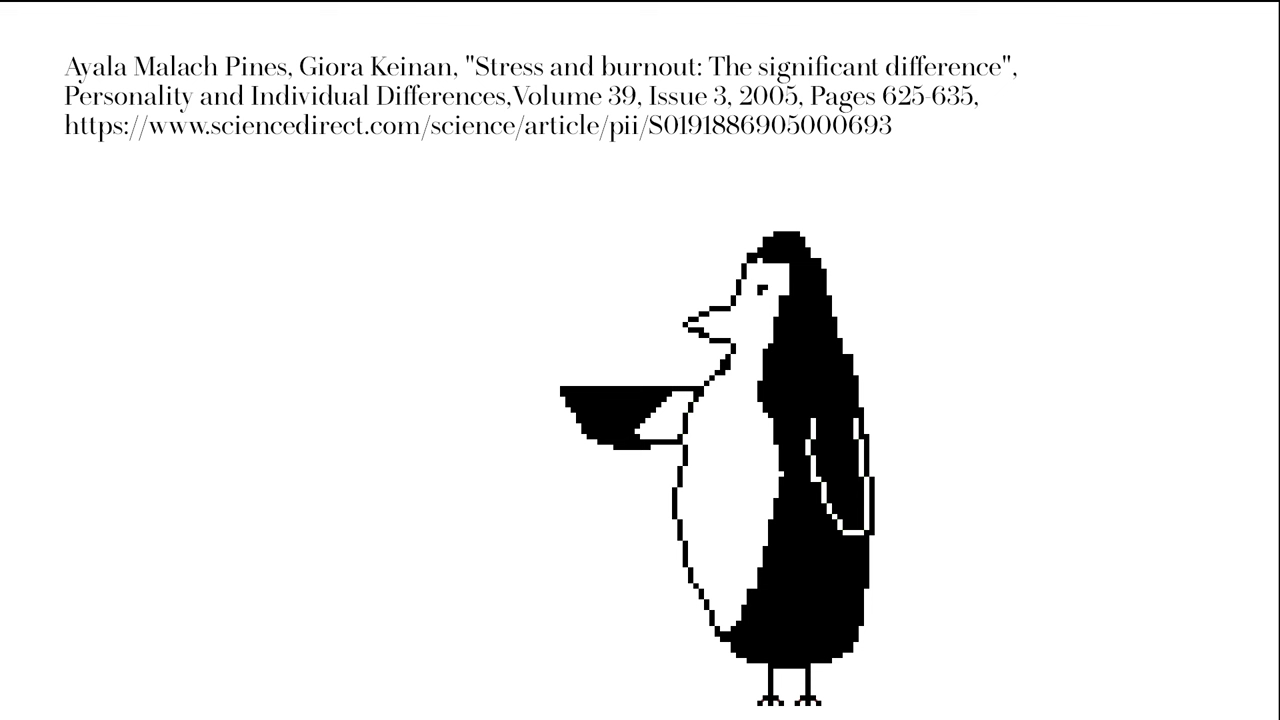 Ayala Malach Pines, Giora Keinan, "Stress and burnout: The significant difference",
Personality and Individual Differences,Volume 39, Issue 3, 2005, Pages 625-635,
https://www.sciencedirect.com/science/article/pii/S0191886905000693